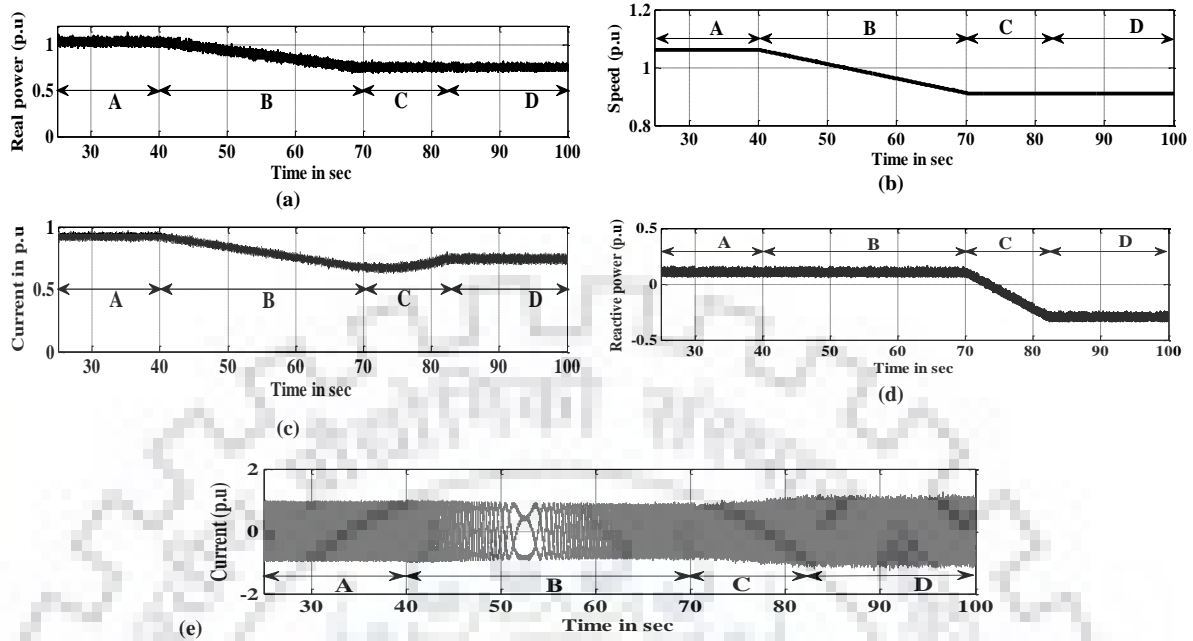 Real power (p.u)
1
0.5
0
A
B
C
D
30 40 50 60 70 80 90 100
Time in sec
(a)
Speed (p.u)
1.2
1
0.8
A
B
C
D
30 40 50 60 70 80 90 100
Time in sec
(b)
Current in p.u
1
0.5
0
A
B
C
D
30 40 50 60 70 80 90 100
Time in sec
(c)
Reactive power (p.u)
0.5
0
-0.5
A
B
C
D
30 40 50 60 70 80 90 100
Time in sec
(d)
Current (p.u)
2
0
-2
A
B
C
D
30 40 50 60 70 80 90 100
Time in sec
(e)